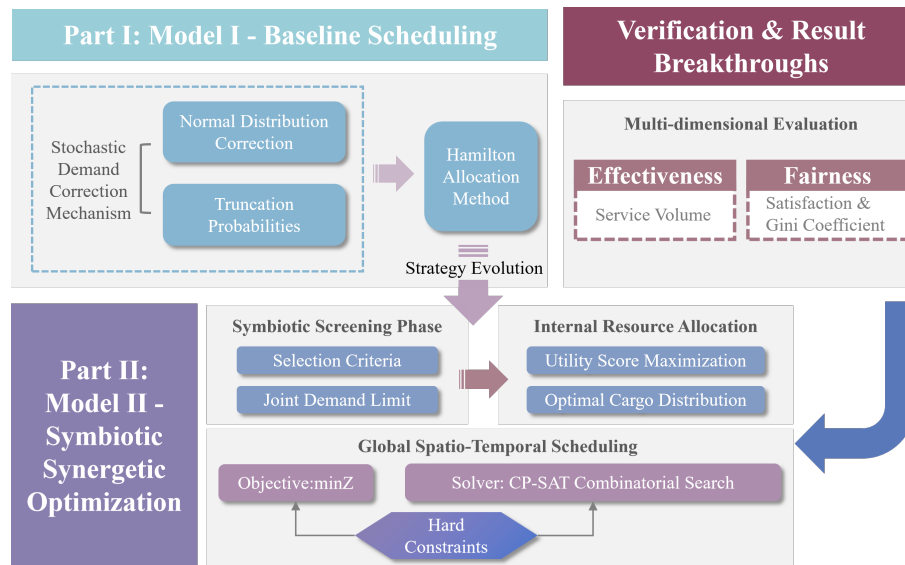 Part I: Model I - Baseline Scheduling
Stochastic
Demand
Correction
Mechanism
Normal Distribution
Correction
Truncation
Probabilities
Hamilton
Allocation
Method
Strategy Evolution
Verification & Result
Breakthroughs
Multi-dimensional Evaluation
Effectiveness
Service Volume
Fairness
Satisfaction &
Gini Coefficient
Part II:
Model II -
Symbiotic
Synergetic
Optimization
Symbiotic Screening Phase
Selection Criteria
Joint Demand Limit
Internal Resource Allocation
Utility Score Maximization
Optimal Cargo Distribution
Global Spatio-Temporal Scheduling
Objective:minZ
Solver: CP-SAT Combinatorial Search
Hard
Constraints